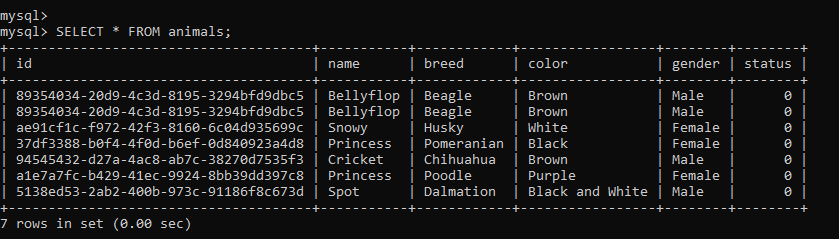 mysql>
mysql> SELECT * FROM animals;
+--------------------------------------+-----------+------------+-----------------+--------+--------+
| id                                   | name      | breed      | color           | gender | status |
+--------------------------------------+-----------+------------+-----------------+--------+--------+
| 89354034-20d9-4c3d-8195-3294bfd9dbc5 | Bellyflop | Beagle     | Brown           | Male   |      0 |
| 89354034-20d9-4c3d-8195-3294bfd9dbc5 | Bellyflop | Beagle     | Brown           | Male   |      0 |
| ae91cf1c-f972-42f3-8160-6c04d935699c | Snowy     | Husky      | White           | Female |      0 |
| 37df3388-b0f4-4f0d-b6ef-0d840923a4d8 | Princess  | Pomeranian | Black           | Female |      0 |
| 94545432-d27a-4ac8-ab7c-38270d7535f3 | Cricket   | Chihuahua  | Brown           | Male   |      0 |
| a1e7a7fc-b429-41ec-9924-8bb39dd397c8 | Princess  | Poodle     | Purple          | Female |      0 |
| 5138ed53-2ab2-400b-973c-91186f8c673d | Spot      | Dalmation  | Black and White | Male   |      0 |
+--------------------------------------+-----------+------------+-----------------+--------+--------+
7 rows in set (0.00 sec)